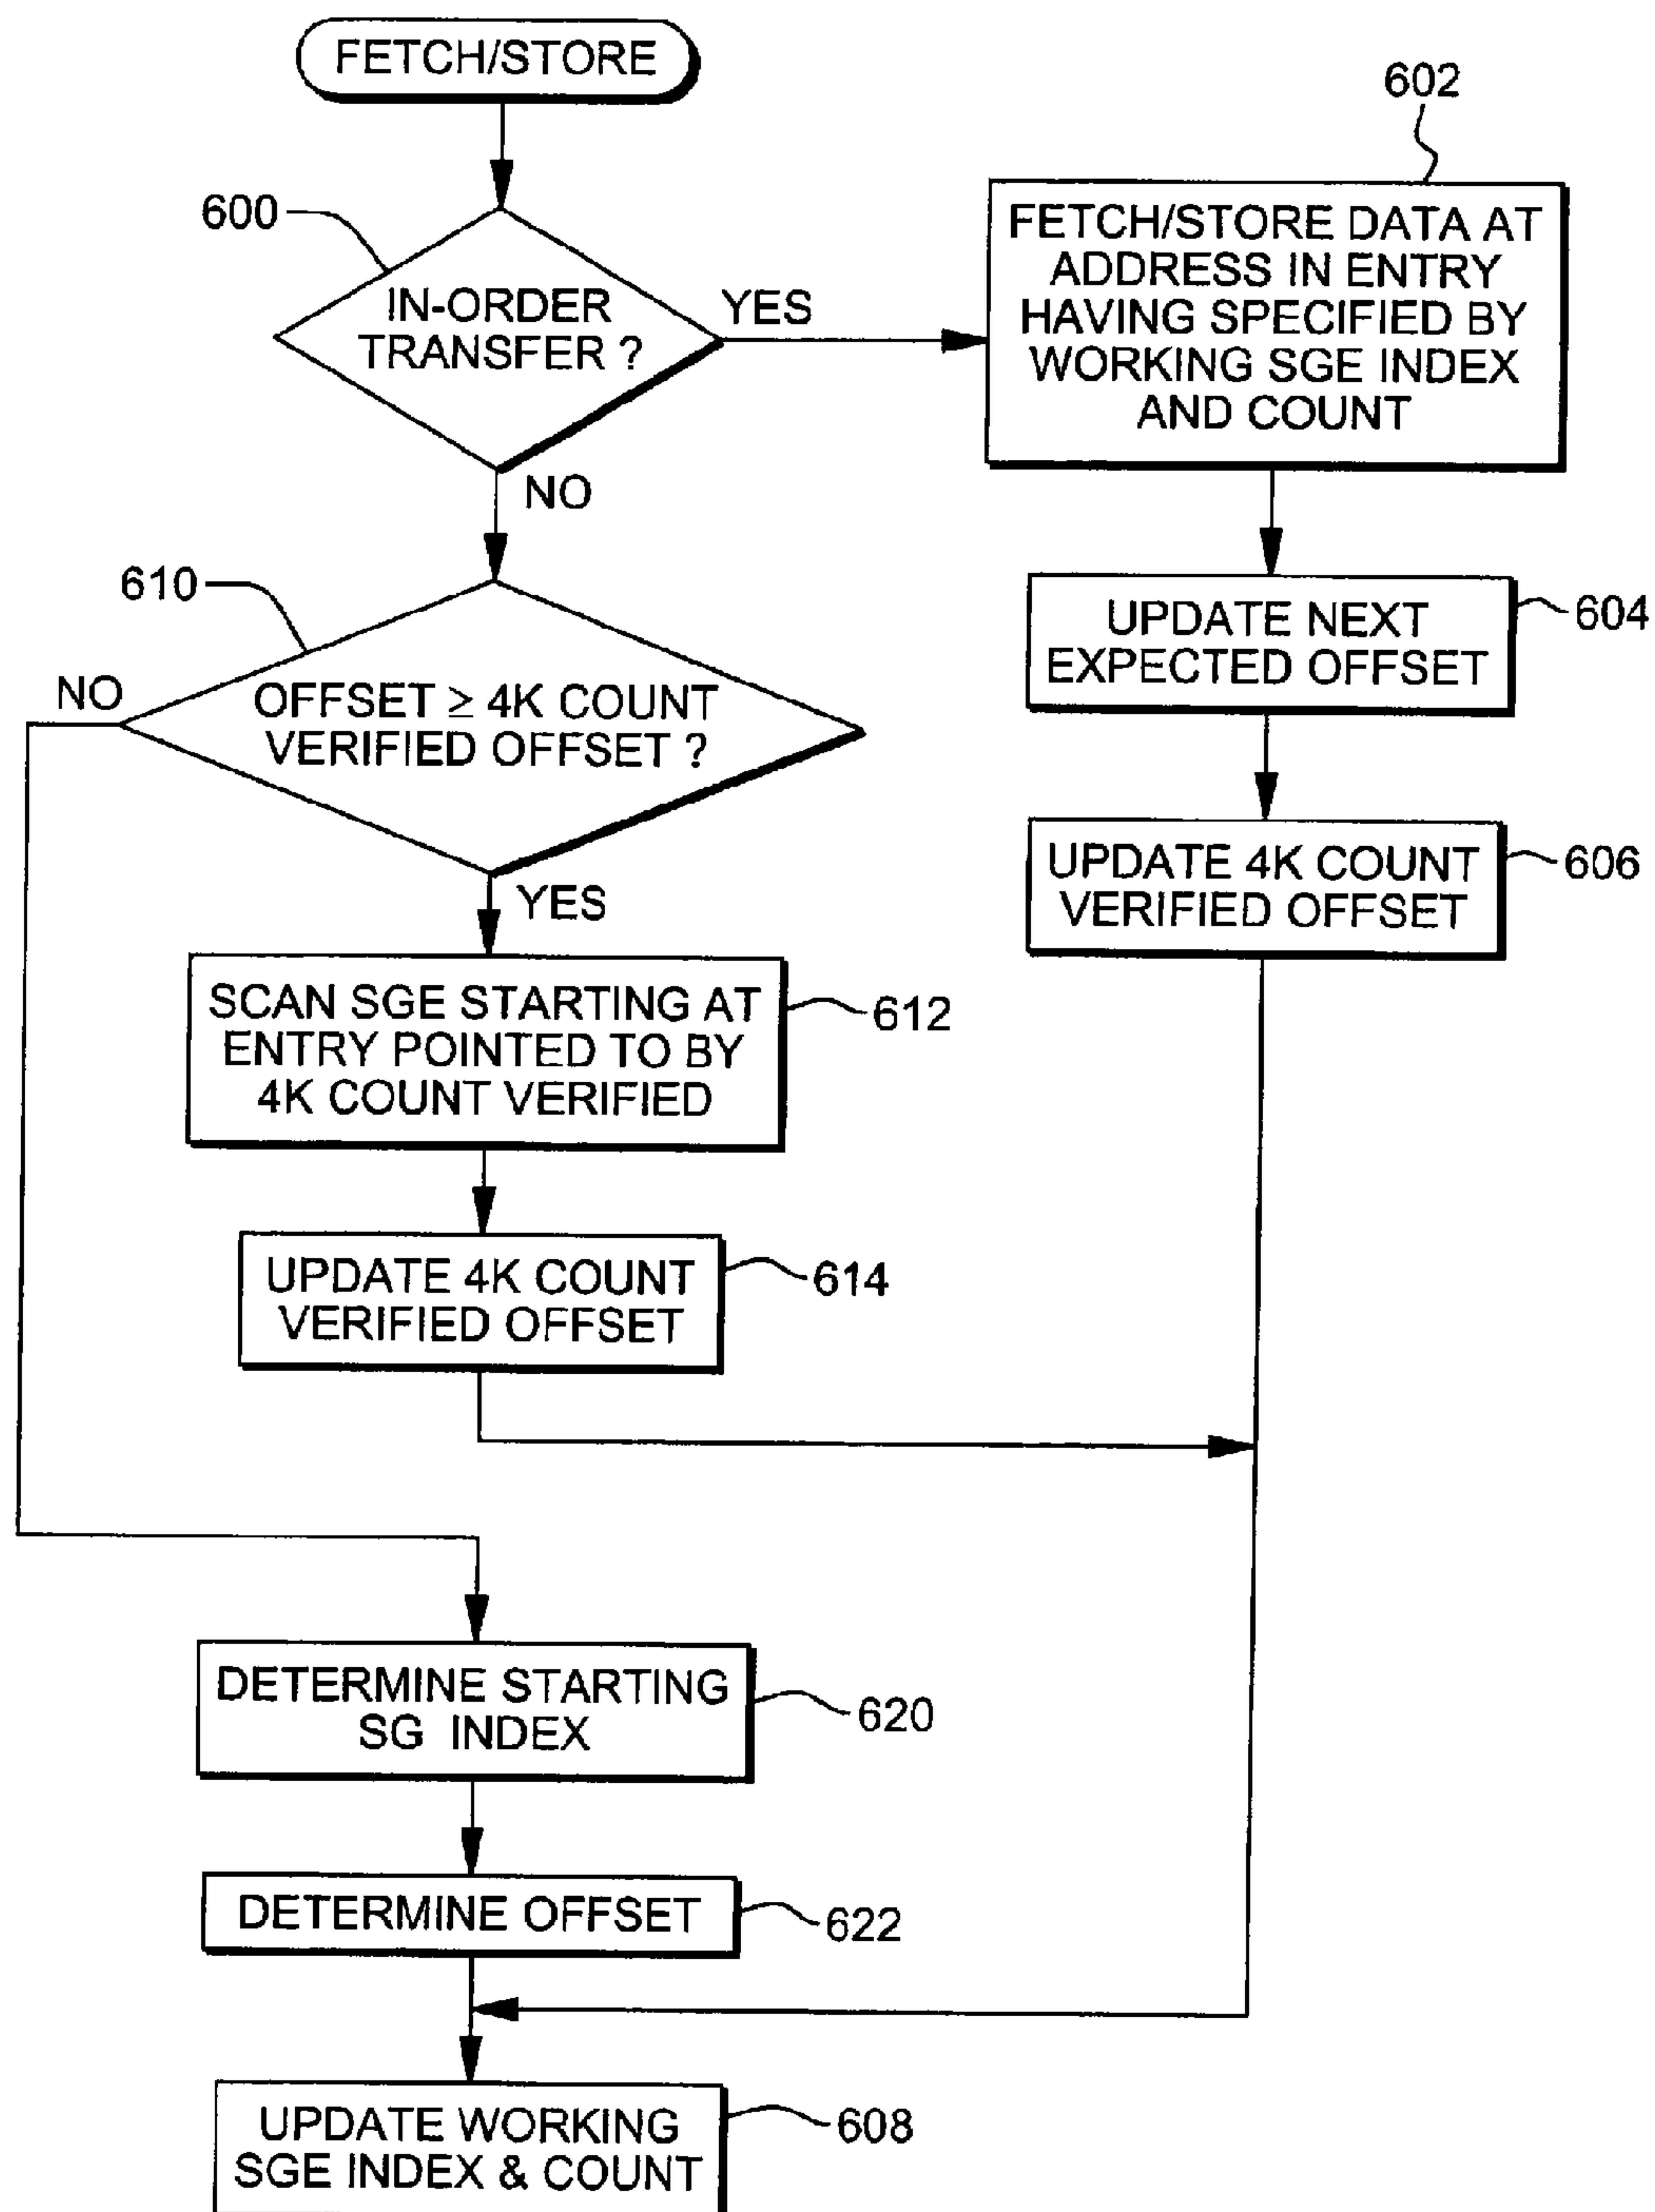 FETCH/STORE
600
IN-ORDER
TRANSFER ?
YES
NO
602
FETCH/STORE DATA AT
ADDRESS IN ENTRY
HAVING SPECIFIED BY
WORKING SGE INDEX
AND COUNT
UPDATE NEXT
EXPECTED OFFSET
604
UPDATE 4K COUNT
VERIFIED OFFSET
606
610
NO
OFFSET ≥ 4K COUNT
VERIFIED OFFSET ?
YES
SCAN SGE STARTING AT
ENTRY POINTED TO BY
4K COUNT VERIFIED
612
UPDATE 4K COUNT
VERIFIED OFFSET
614
DETERMINE STARTING
SG INDEX
620
DETERMINE OFFSET
622
UPDATE WORKING
SGE INDEX & COUNT
608